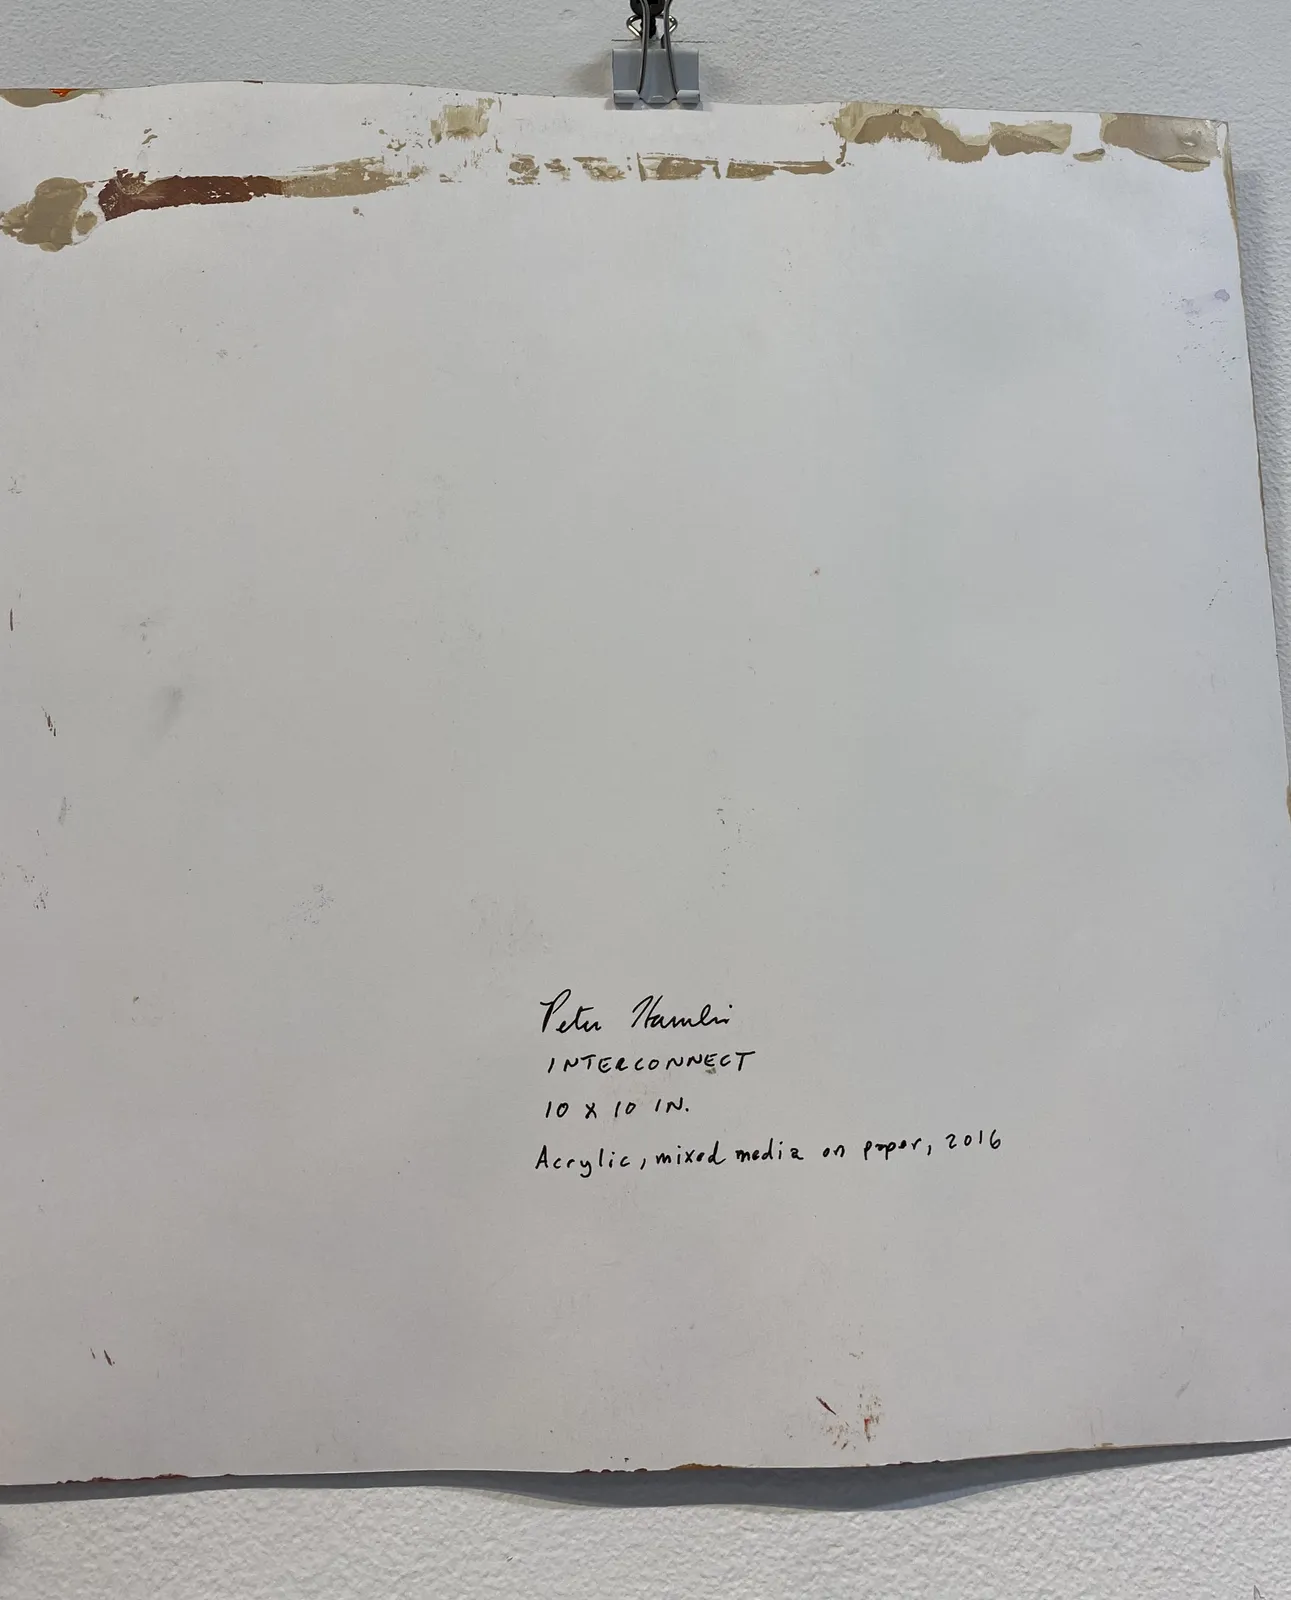 Peter Hamlin
INTERCONNECT
10 x 10 IN.
Acrylic, mixed media on paper, 2016